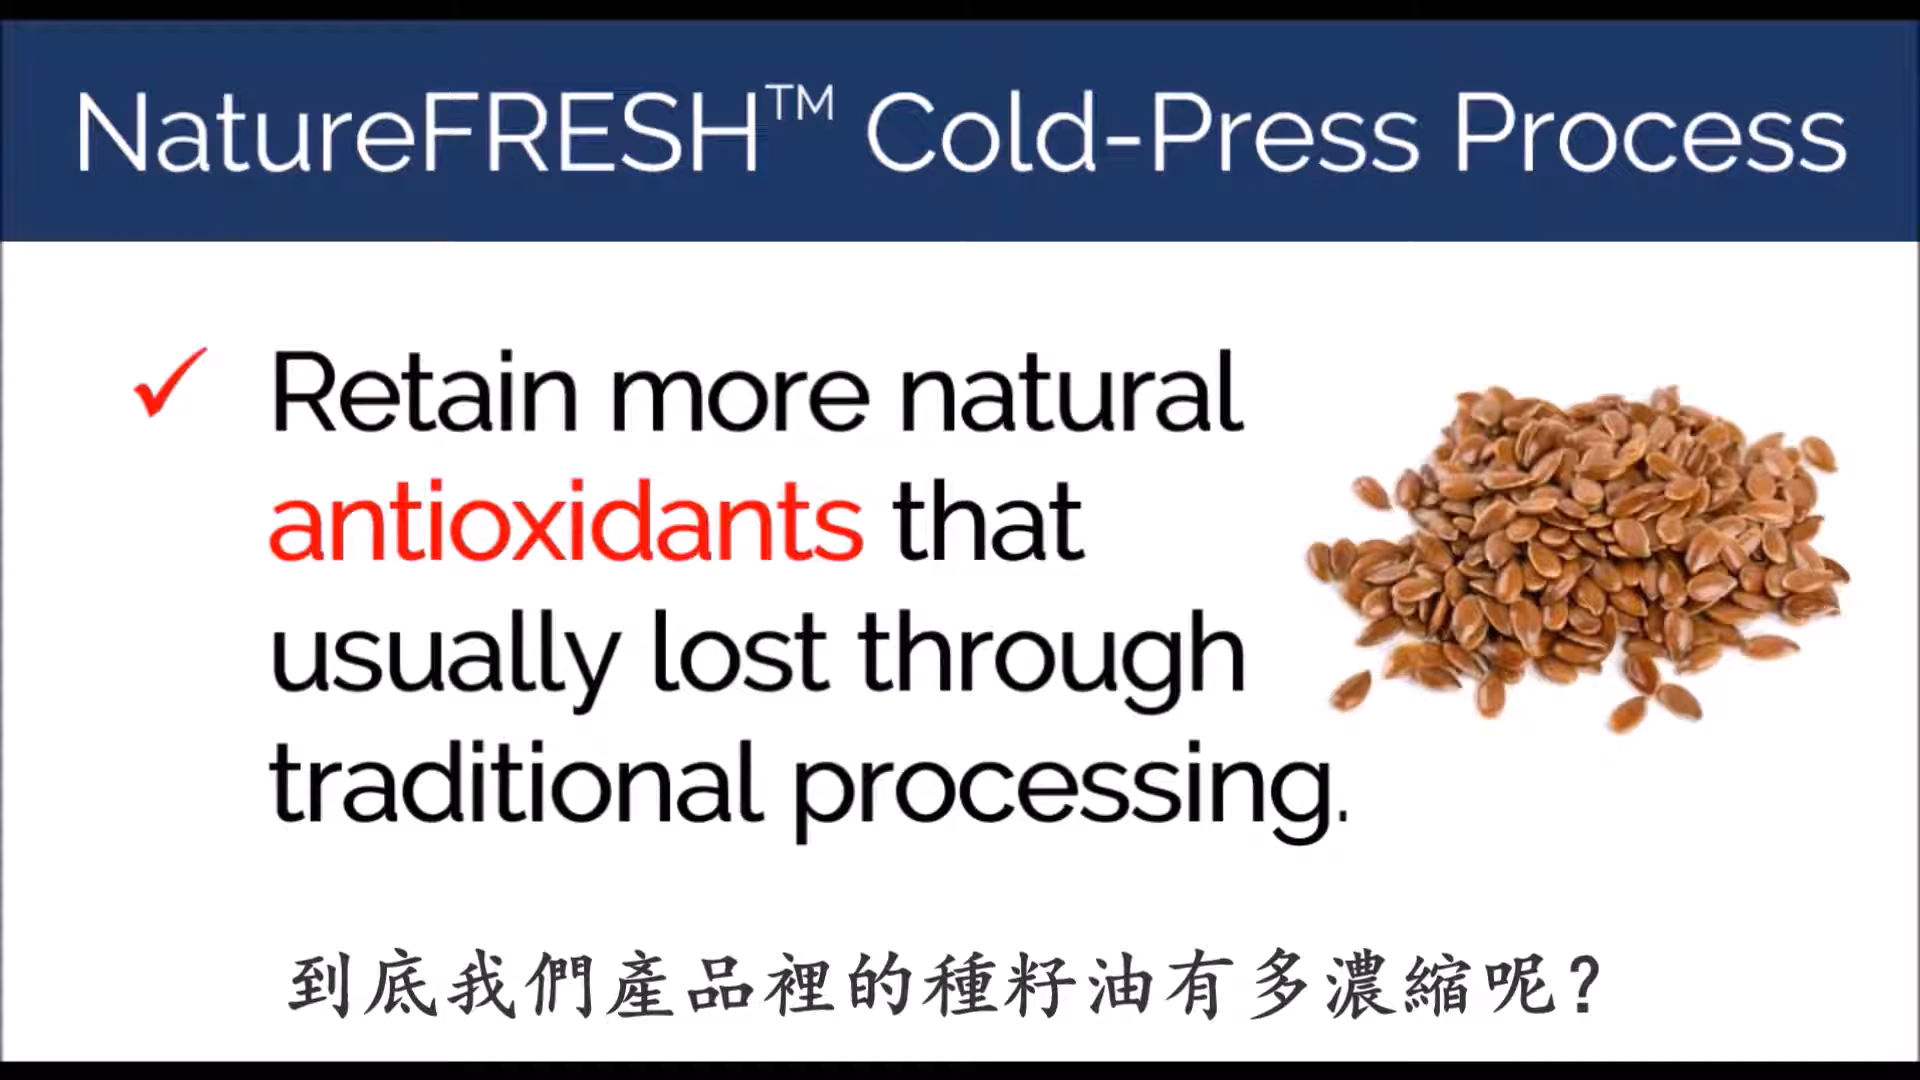 NatureFRESH™ Cold-Press Process
✓ Retain more natural
antioxidants that
usually lost through
traditional processing.
到底我們產品裡的種籽油有多濃縮呢?